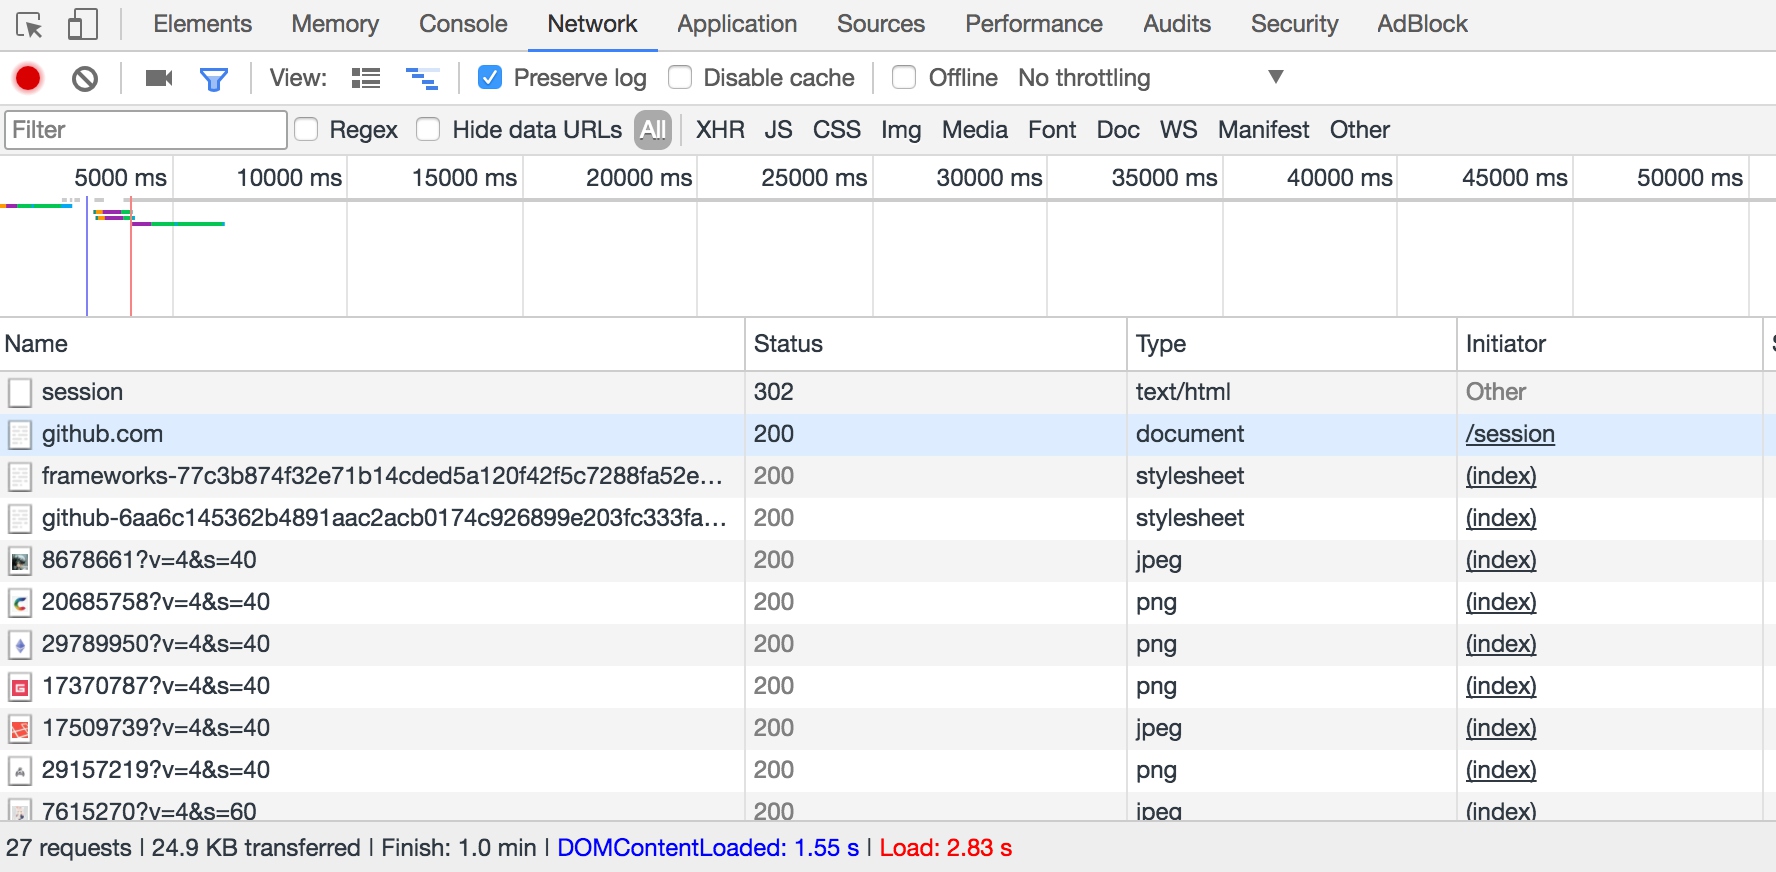 Elements Memory Console Network Application Sources Performance Audits Security AdBlock
View: Preserve log Disable cache Offline No throttling
Filter Regex Hide data URLs All XHR JS CSS Img Media Font Doc WS Manifest Other
5000 ms 10000 ms 15000 ms 20000 ms 25000 ms 30000 ms 35000 ms 40000 ms 45000 ms 50000 ms
Name Status Type Initiator
session 302 text/html Other
github.com 200 document /session
frameworks-77c3b874f32e71b14cded5a120f42f5c7288fa52e... 200 stylesheet (index)
github-6aa6c145362b4891aac2acb0174c926899e203fc333fa... 200 stylesheet (index)
8678661?v=4&s=40 200 jpeg (index)
20685758?v=4&s=40 200 png (index)
29789950?v=4&s=40 200 png (index)
17370787?v=4&s=40 200 png (index)
17509739?v=4&s=40 200 jpeg (index)
29157219?v=4&s=40 200 png (index)
7615270?v=4&s=60 200 jpeg (index)
27 requests | 24.9 KB transferred | Finish: 1.0 min | DOMContentLoaded: 1.55 s | Load: 2.83 s